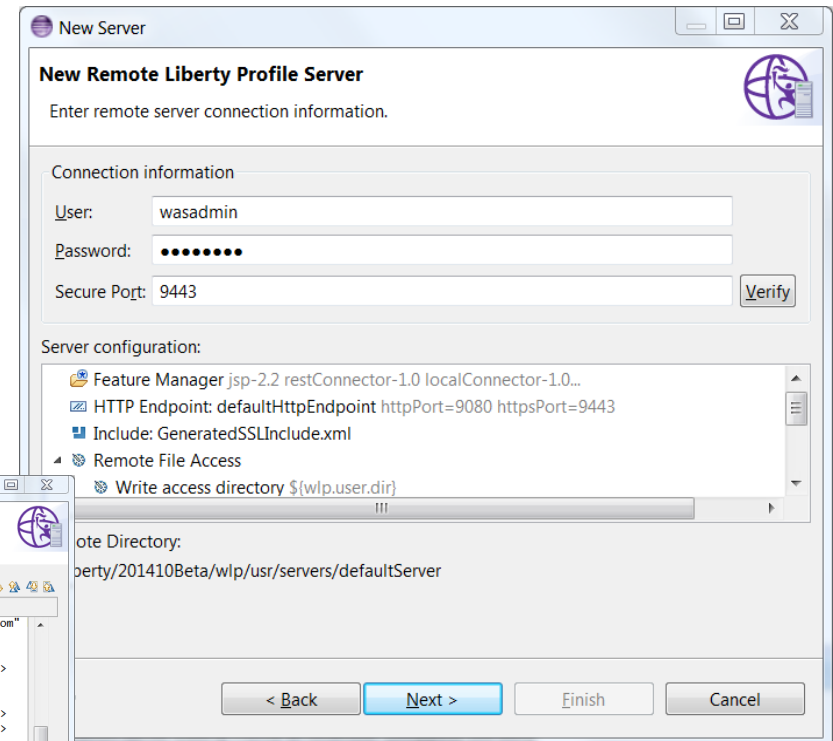 New Server
New Remote Liberty Profile Server
Enter remote server connection information.
Connection information
User: wasadmin
Password: ●●●●●●●●
Secure Port: 9443 Verify
Server configuration:
Feature Manager jsp-2.2 restConnector-1.0 localConnector-1.0...
HTTP Endpoint: defaultHttpEndpoint httpPort=9080 httpsPort=9443
Include: GeneratedSSLInclude.xml
Remote File Access
Write access directory ${wlp.user.dir}
ote Directory:
berty/201410Beta/wlp/usr/servers/defaultServer
om"
>
>
>
< Back Next > Finish Cancel